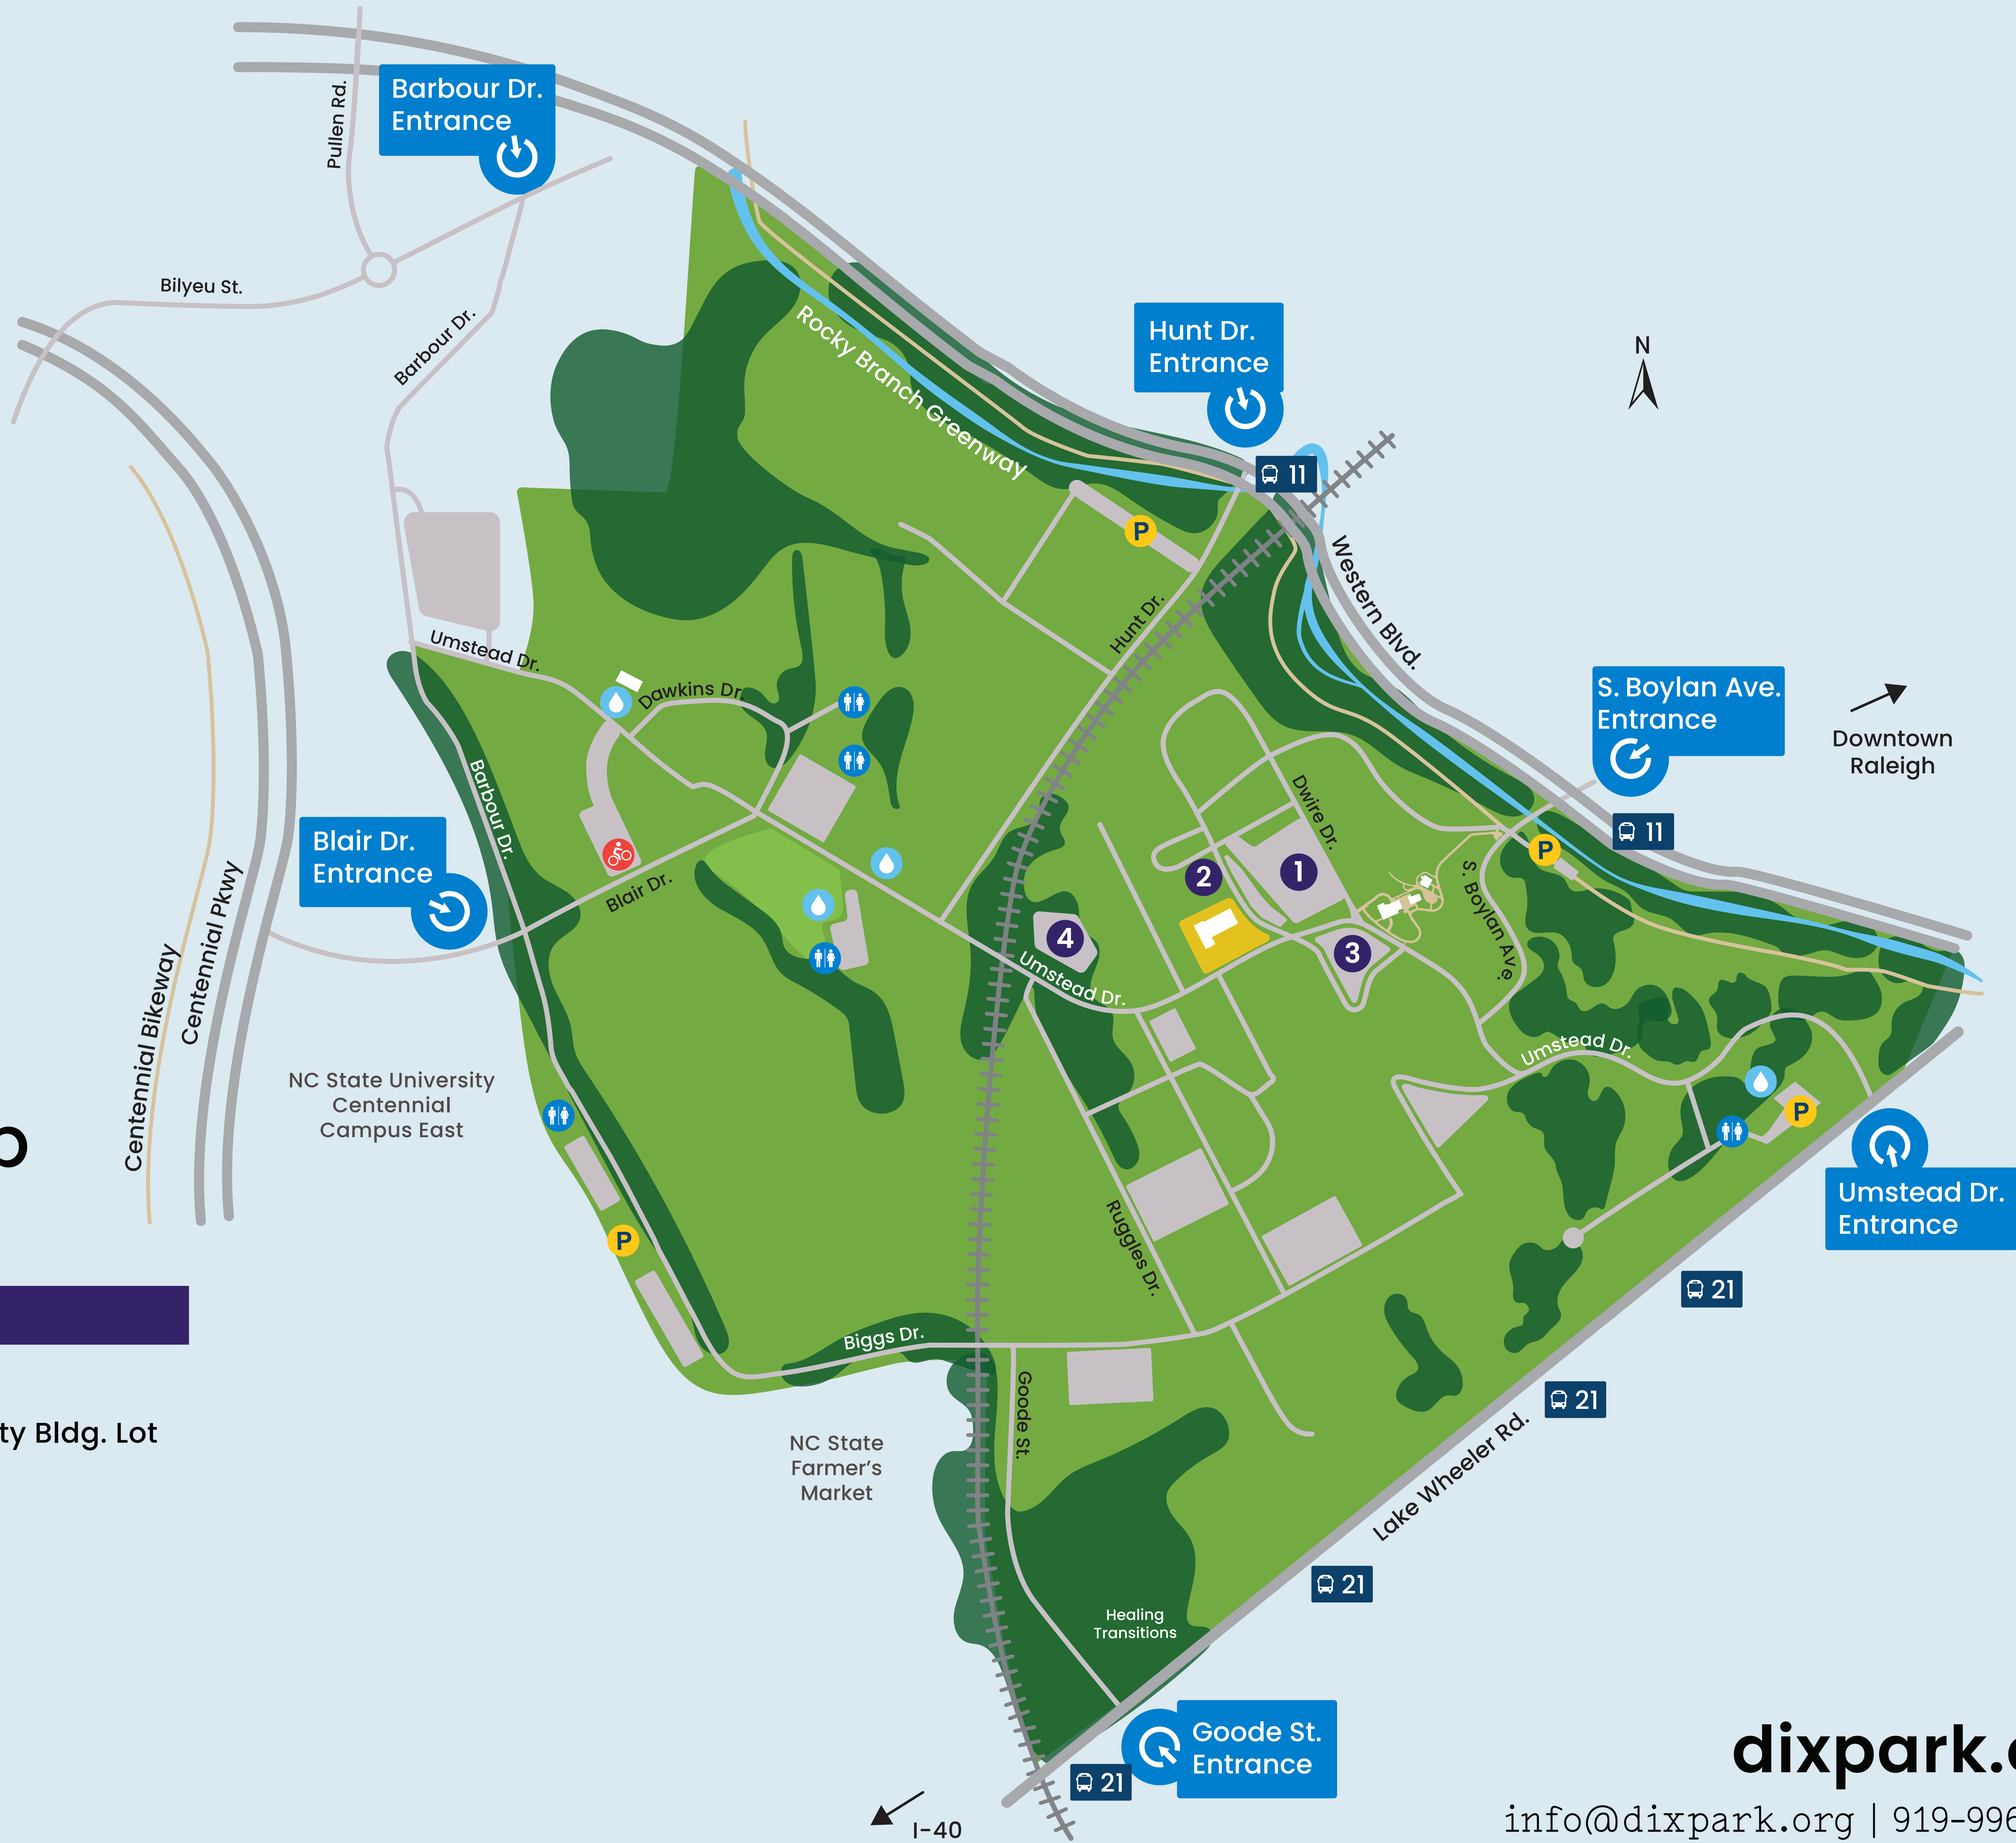 Pullen Rd.
Barbour Dr.
Entrance
Bilyeu St.
Barbour Dr.
Rocky Branch Greenway
Hunt Dr.
Entrance
N
11
P
Western Blvd.
Hunt Dr.
Umstead Dr.
Dawkins Dr.
S. Boylan Ave.
Entrance
Downtown
Raleigh
Barbour Dr.
Dwire Dr.
11
P
Blair Dr.
Entrance
Blair Dr.
2
1
S. Boylan Ave.
4
3
Umstead Dr.
Centennial Bikeway
Centennial Pkwy
NC State University
Centennial
Campus East
Umstead Dr.
P
Umstead Dr.
Entrance
P
Ruggles Dr.
21
Biggs Dr.
Goode St.
21
ty Bldg. Lot
NC State
Farmer's
Market
Lake Wheeler Rd.
21
Healing
Transitions
Goode St.
Entrance
21
I-40
dixpark.
info@dixpark.org | 919-996